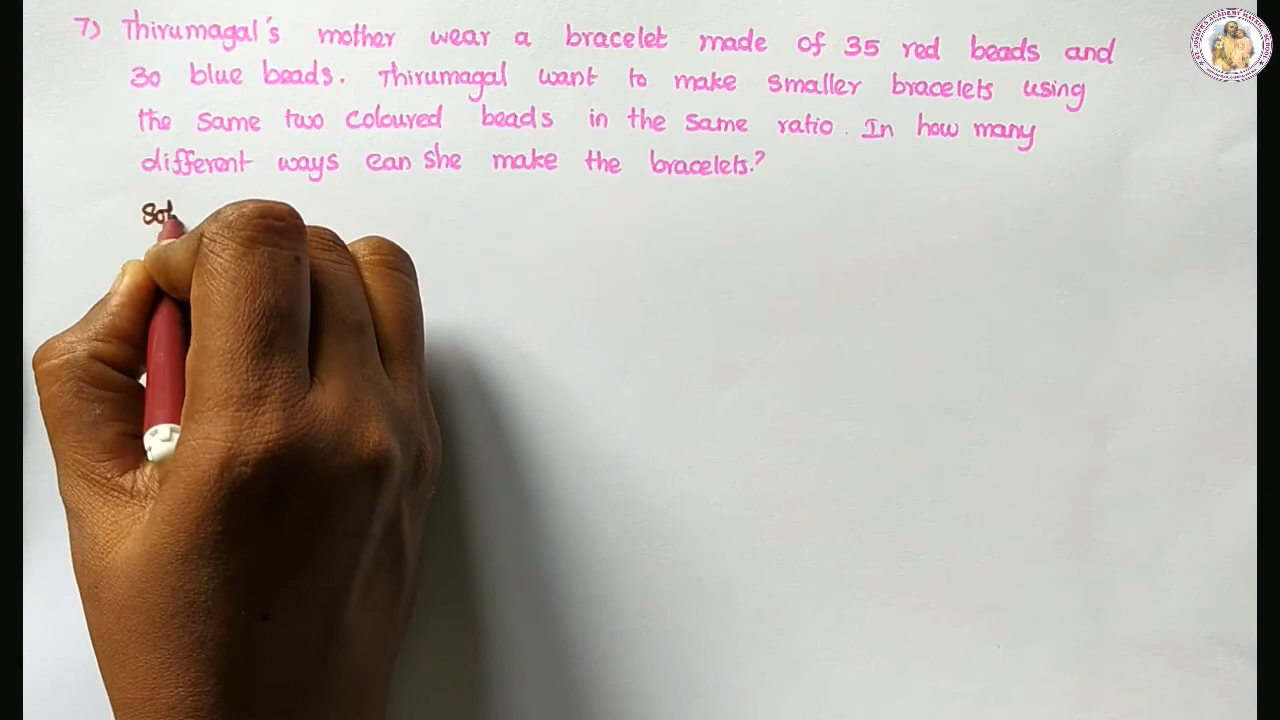 7) Thirumagal's mother wear a bracelet made of 35 red beads and
30 blue beads. Thirumagal want to make smaller bracelets using
the same two coloured beads in the same ratio. In how many
different ways can she make the bracelets.?
Sol